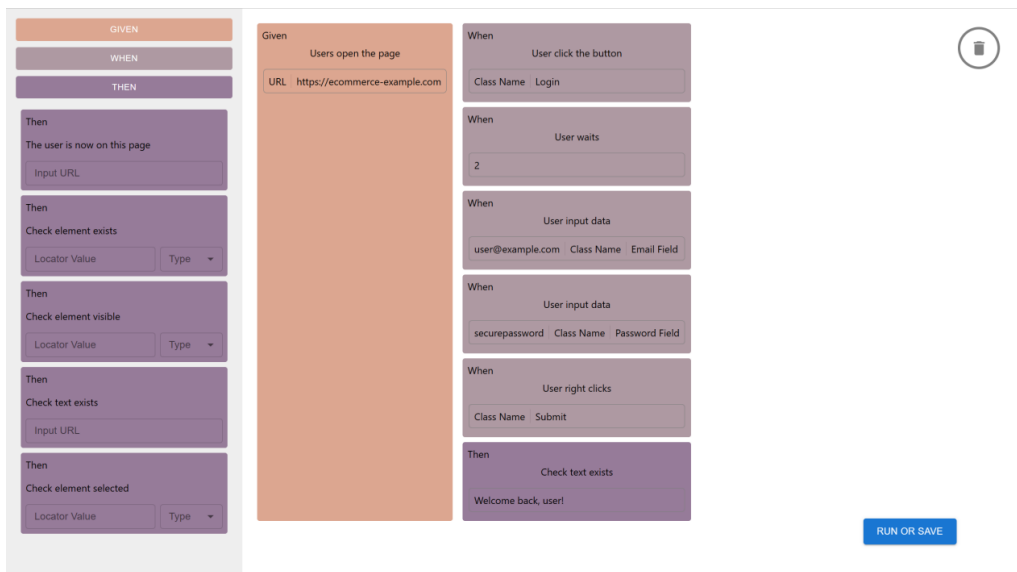 GIVEN
WHEN
THEN
Then
The user is now on this page
Input URL
Then
Check element exists
Locator Value Type
Then
Check element visible
Locator Value Type
Then
Check text exists
Input URL
Then
Check element selected
Locator Value Type
Given
Users open the page
URL https://ecommerce-example.com
When
User click the button
Class Name Login
When
User waits
2
When
User input data
user@example.com Class Name Email Field
When
User input data
securepassword Class Name Password Field
When
User right clicks
Class Name Submit
Then
Check text exists
Welcome back, user!
RUN OR SAVE